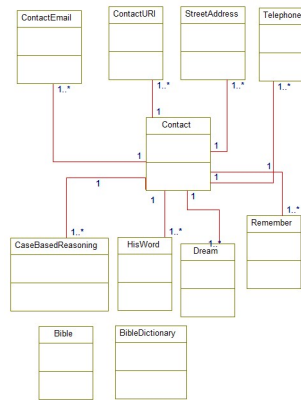 ContactEmail
ContactURI
StreetAddress
Telephone
1..*
1..*
1..*
1..*
1
Contact
1
1
1
1
1
1
1
1..*
1..*
1..*
1..*
CaseBasedReasoning
HisWord
Dream
Remember
Bible
BibleDictionary